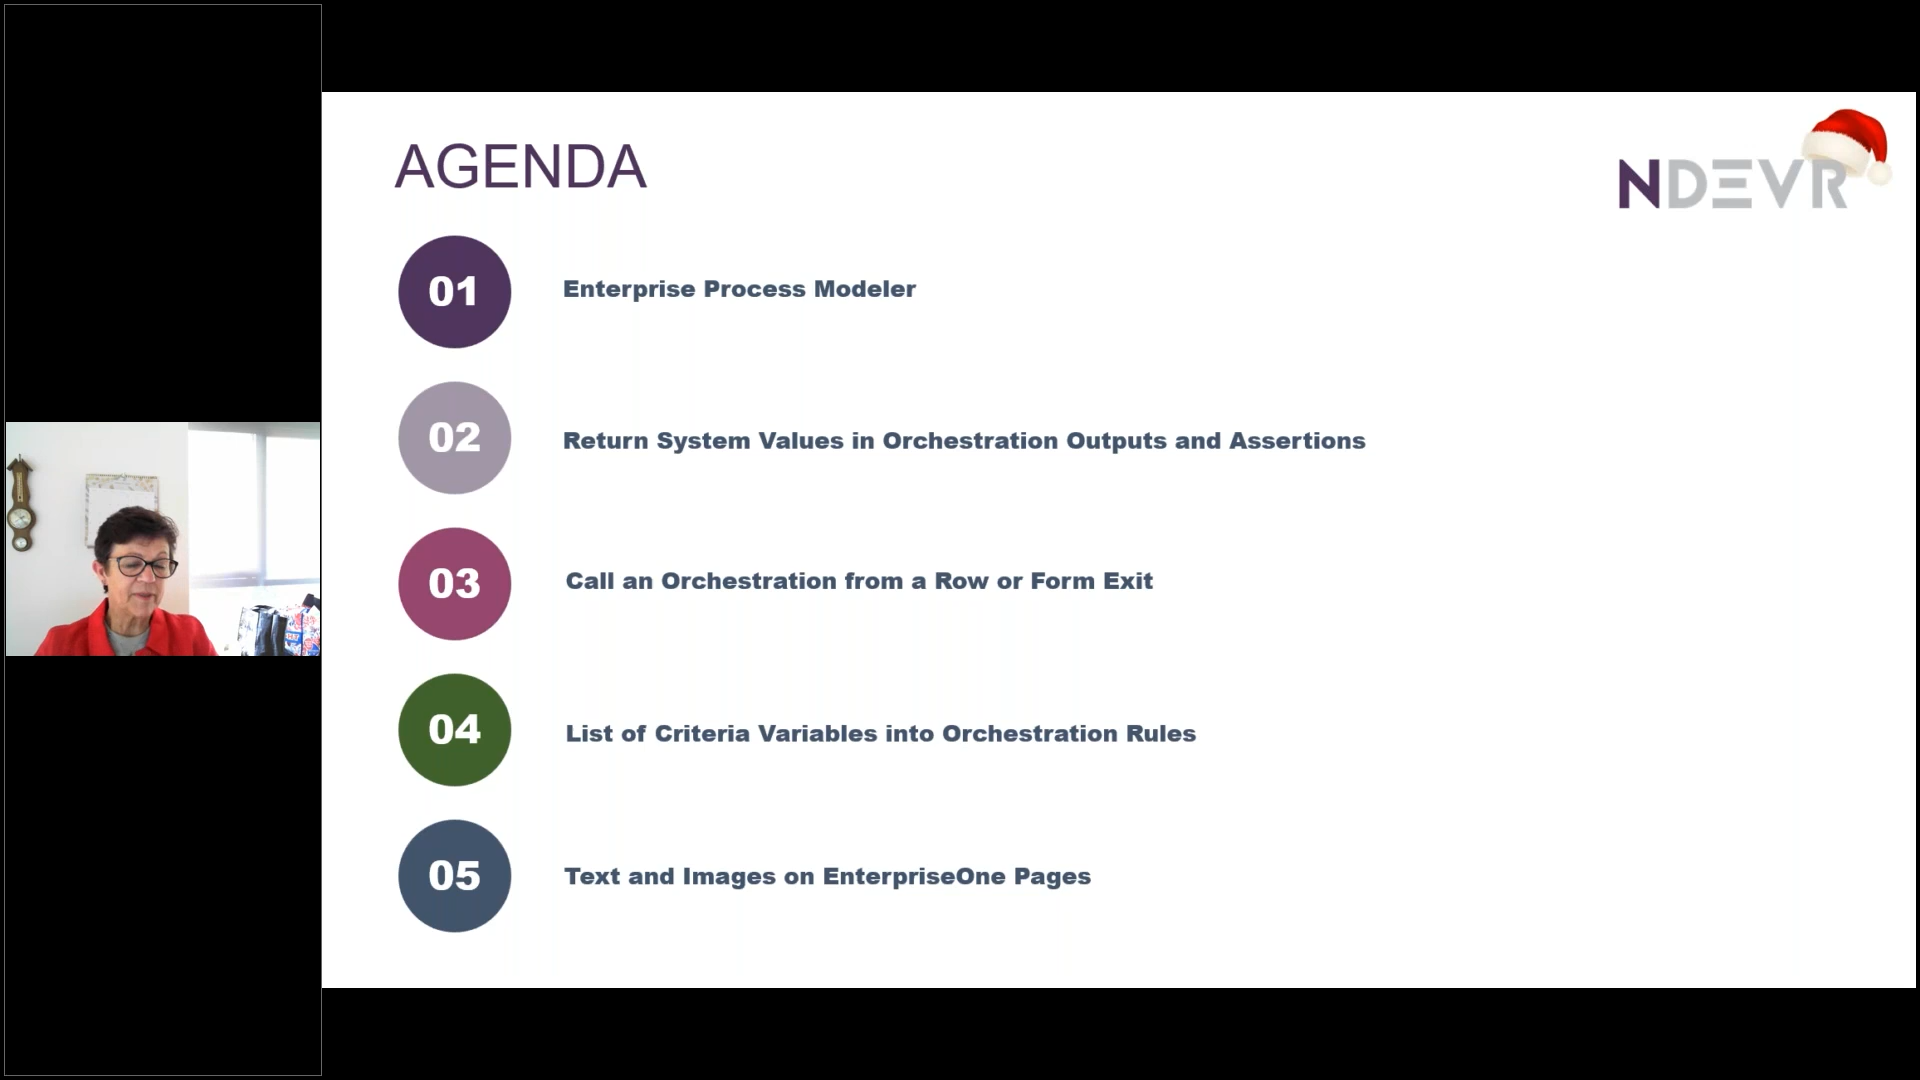 AGENDA
NDEVR
01
Enterprise Process Modeler
02
Return System Values in Orchestration Outputs and Assertions
03
Call an Orchestration from a Row or Form Exit
04
List of Criteria Variables into Orchestration Rules
05
Text and Images on EnterpriseOne Pages